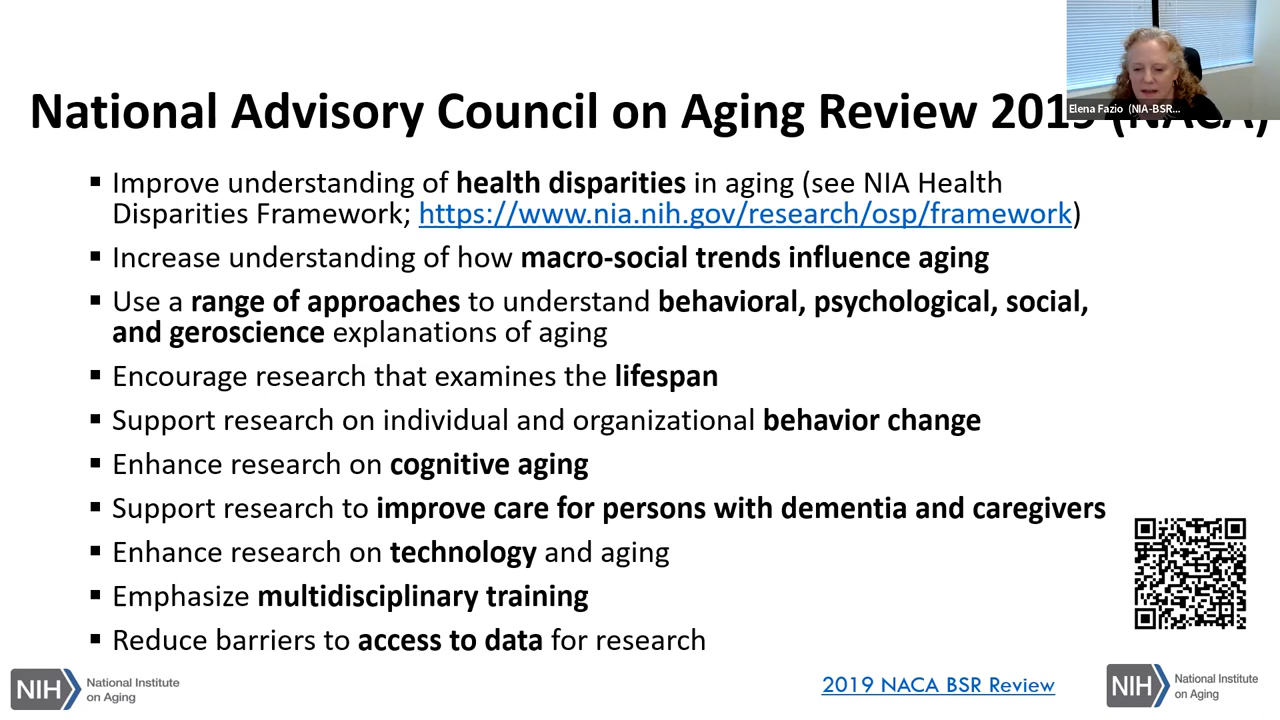 Elena Fazio (NIA-BSR...
National Advisory Council on Aging Review 2019 (NACA)
▪ Improve understanding of health disparities in aging (see NIA Health
Disparities Framework; https://www.nia.nih.gov/research/osp/framework)
▪ Increase understanding of how macro-social trends influence aging
▪ Use a range of approaches to understand behavioral, psychological, social,
and geroscience explanations of aging
▪ Encourage research that examines the lifespan
▪ Support research on individual and organizational behavior change
▪ Enhance research on cognitive aging
▪ Support research to improve care for persons with dementia and caregivers
▪ Enhance research on technology and aging
▪ Emphasize multidisciplinary training
▪ Reduce barriers to access to data for research
NIH National Institute
on Aging
2019 NACA BSR Review
NIH National Institute
on Aging